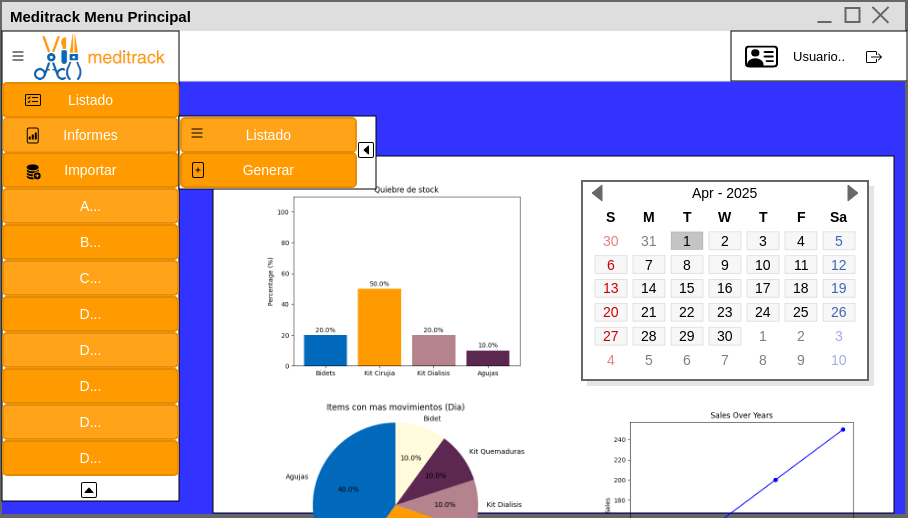 Meditrack Menu Principal
meditrack
Usuario..
Listado
Informes
Importar
A...
B...
C...
D...
D...
D...
D...
D...
Listado
Generar
Quiebre de stock
Percentage (%)
100
80
60
40
20
0
20.0%
50.0%
20.0%
10.0%
Bidets
Kit Cirujia
Kit Dialisis
Agujas
Apr - 2025
S M T W T F Sa
30 31 1 2 3 4 5
6 7 8 9 10 11 12
13 14 15 16 17 18 19
20 21 22 23 24 25 26
27 28 29 30 1 2 3
4 5 6 7 8 9 10
Items con mas movimientos (Dia)
Bidet
Kit Quemaduras
Agujas
Kit Dialisis
10.0%
10.0%
40.0%
10.0%
Sales Over Years
240
220
200
180
Sales